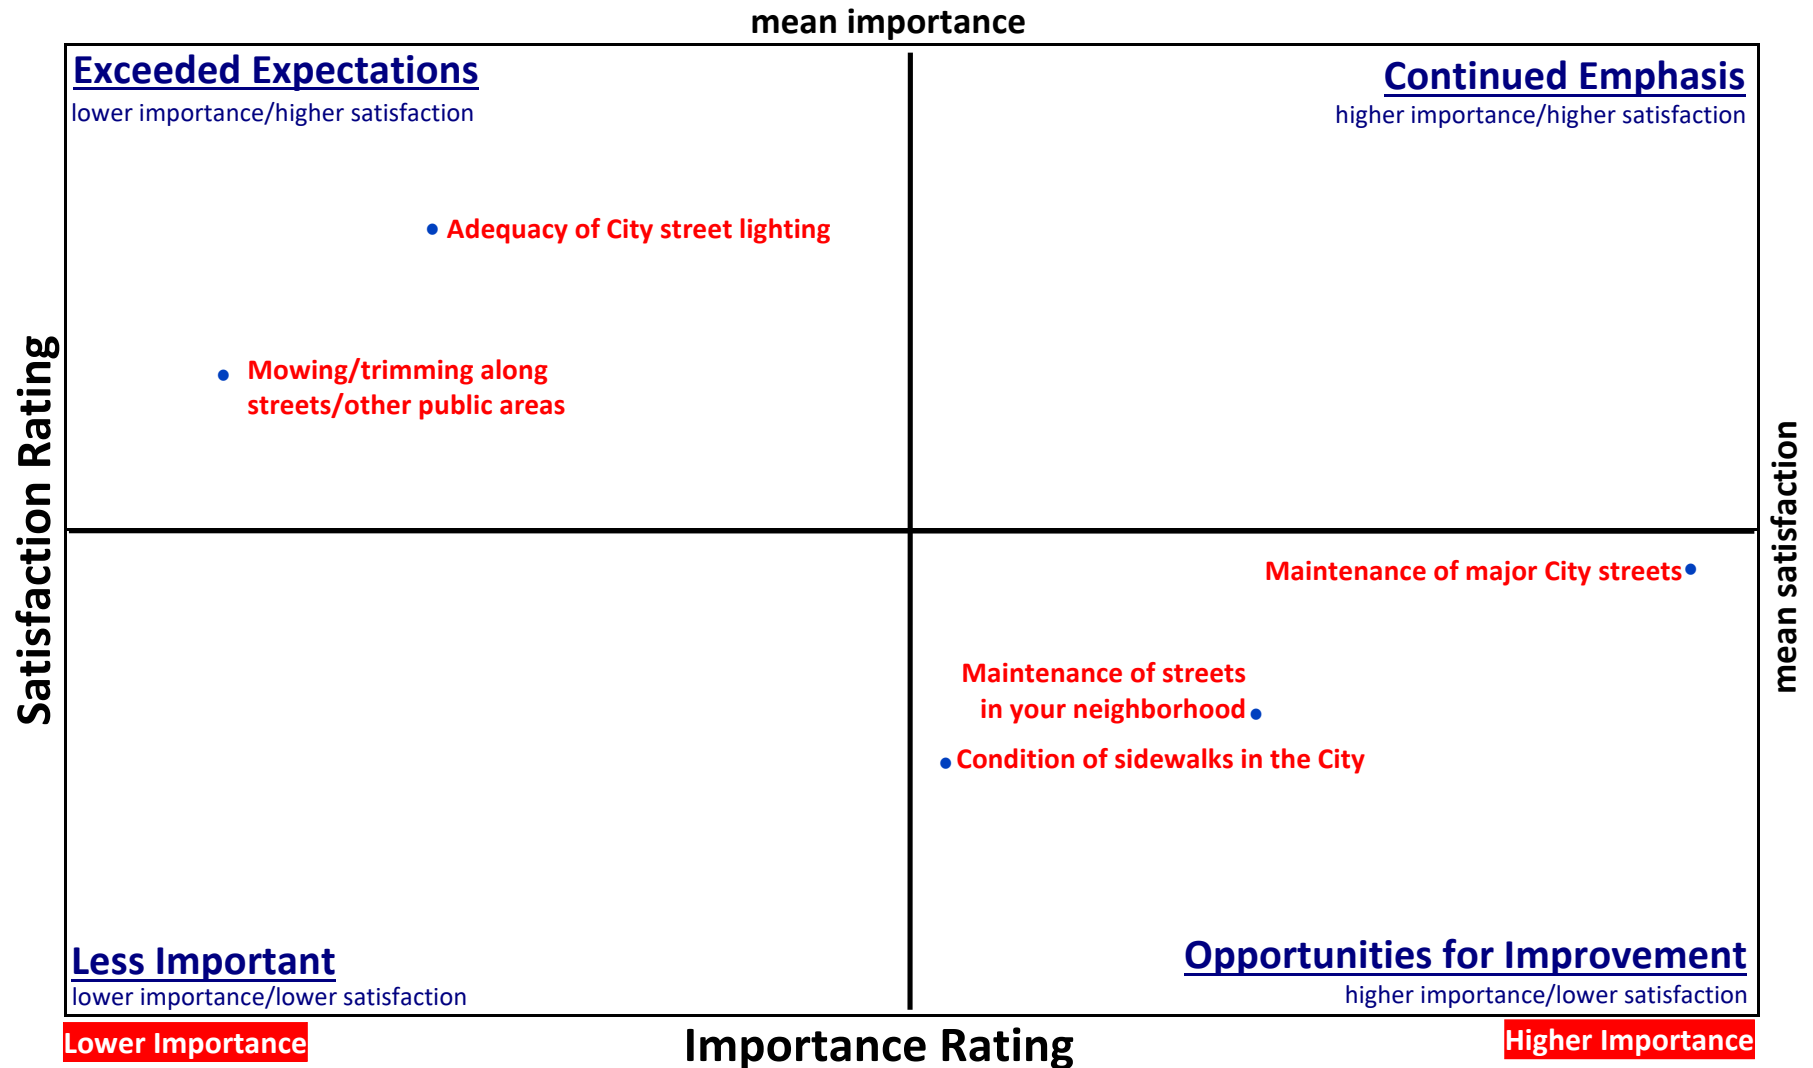 mean importance
Exceeded Expectations
lower importance/higher satisfaction
Continued Emphasis
higher importance/higher satisfaction
Adequacy of City street lighting
Mowing/trimming along
streets/other public areas
Satisfaction Rating
mean satisfaction
Maintenance of major City streets
Maintenance of streets
in your neighborhood
Condition of sidewalks in the City
Less Important
lower importance/lower satisfaction
Opportunities for Improvement
higher importance/lower satisfaction
Lower Importance
Importance Rating
Higher Importance